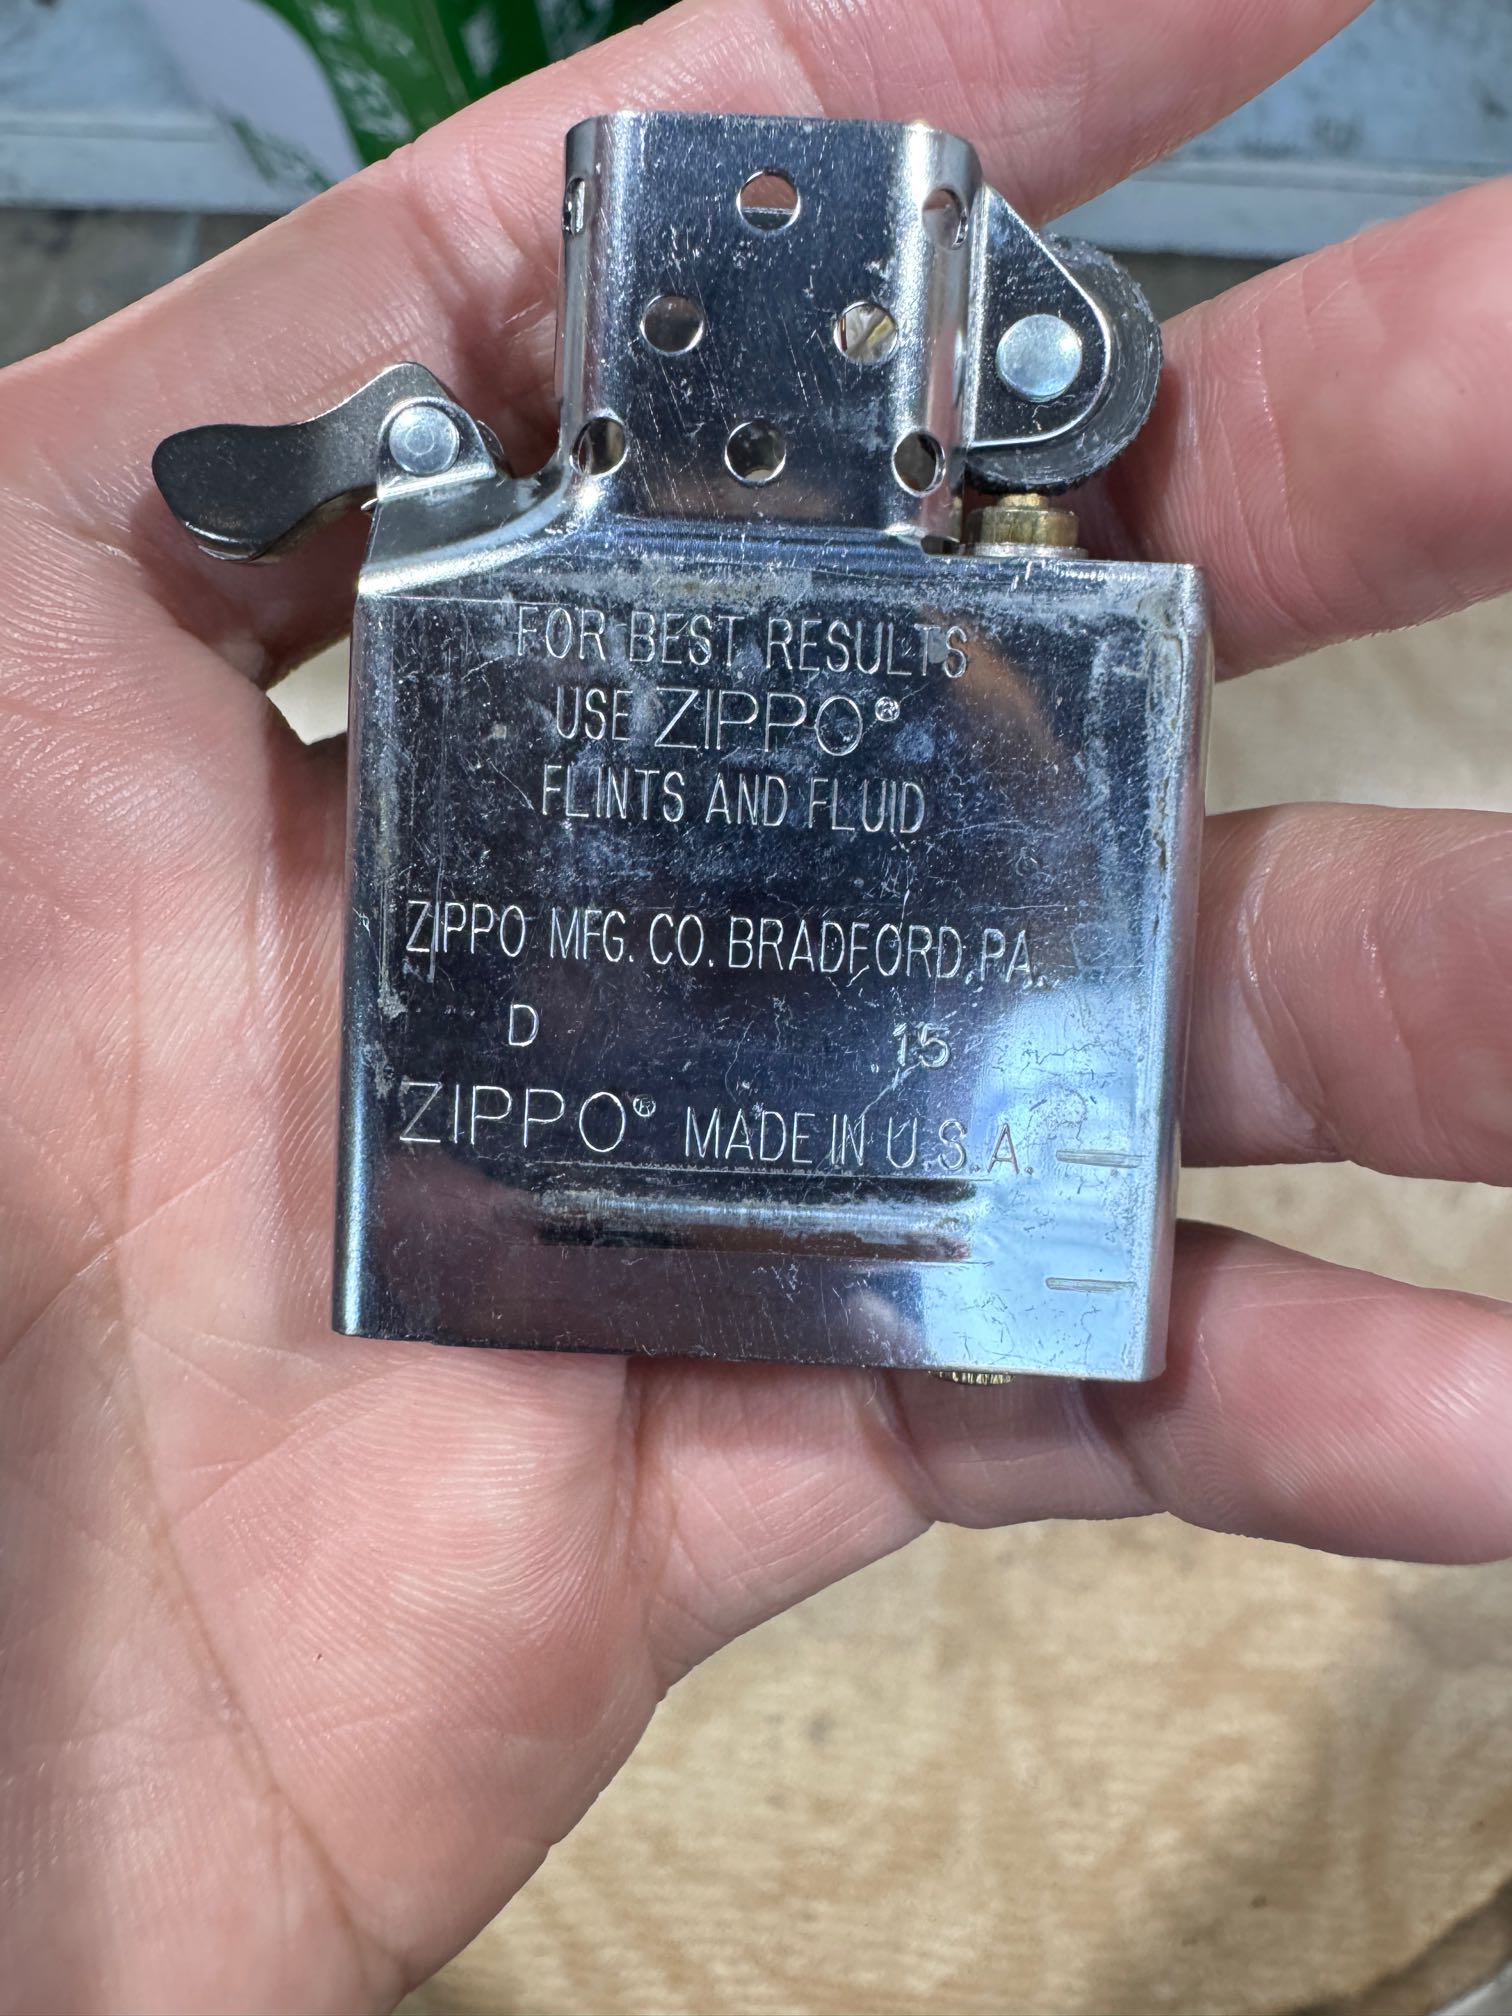 FOR BEST RESULTS
USE ZIPPO®
FLINTS AND FLUID
ZIPPO MFG. CO. BRADFORD, PA.
D 15
ZIPPO® MADE IN U.S.A.